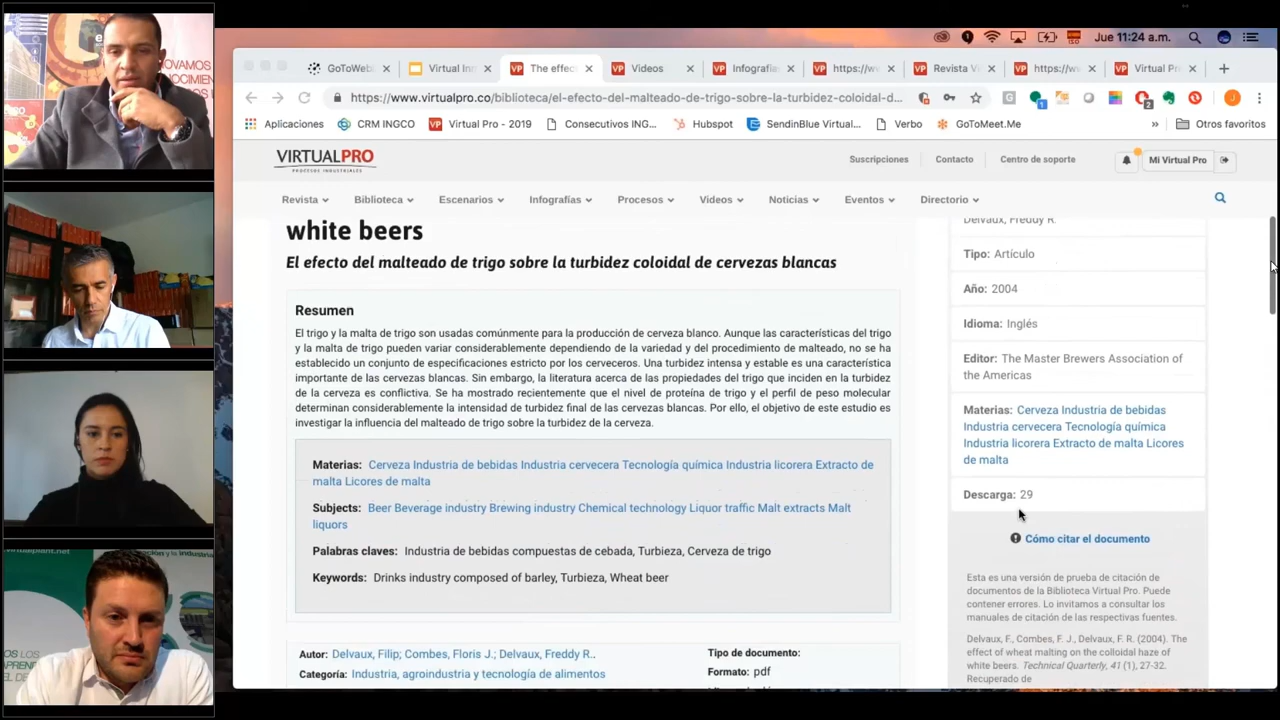 Jue 11:24 a.m.
GoToWeb
Virtual Inn
The effec
Videos
Infografías
https://www
Revista Vi
https://ww
Virtual Pr
https://www.virtualpro.co/biblioteca/el-efecto-del-malteado-de-trigo-sobre-la-turbidez-coloidal-d...
Aplicaciones
CRM INGCO
Virtual Pro - 2019
Consecutivos ING...
Hubspot
SendinBlue Virtual...
Verbo
GoToMeet.Me
»
Otros favoritos
VIRTUALPRO
PROCESOS INDUSTRIALES
Suscripciones
Contacto
Centro de soporte
Mi Virtual Pro
Revista
Biblioteca
Escenarios
Infografías
Procesos
Videos
Noticias
Eventos
Directorio
white beers
El efecto del malteado de trigo sobre la turbidez coloidal de cervezas blancas
Resumen
El trigo y la malta de trigo son usadas comúnmente para la producción de cerveza blanco. Aunque las características del trigo
y la malta de trigo pueden variar considerablemente dependiendo de la variedad y del procedimiento de malteado, no se ha
establecido un conjunto de especificaciones estricto por los cerveceros. Una turbidez intensa y estable es una característica
importante de las cervezas blancas. Sin embargo, la literatura acerca de las propiedades del trigo que inciden en la turbidez
de la cerveza es conflictiva. Se ha mostrado recientemente que el nivel de proteína de trigo y el perfil de peso molecular
determinan considerablemente la intensidad de turbidez final de las cervezas blancas. Por ello, el objetivo de este estudio es
investigar la influencia del malteado de trigo sobre la turbidez de la cerveza.
Materias: Cerveza Industria de bebidas Industria cervecera Tecnología química Industria licorera Extracto de
malta Licores de malta
Subjects: Beer Beverage industry Brewing industry Chemical technology Liquor traffic Malt extracts Malt
liquors
Palabras claves: Industria de bebidas compuestas de cebada, Turbieza, Cerveza de trigo
Keywords: Drinks industry composed of barley, Turbieza, Wheat beer
Autor: Delvaux, Filip; Combes, Floris J.; Delvaux, Freddy R..
Categoría: Industria, agroindustria y tecnología de alimentos
Tipo de documento:
Formato: pdf
Delvaux, Freddy R.
Tipo: Artículo
Año: 2004
Idioma: Inglés
Editor: The Master Brewers Association of
the Americas
Materias: Cerveza Industria de bebidas
Industria cervecera Tecnología química
Industria licorera Extracto de malta Licores
de malta
Descarga: 29
Cómo citar el documento
Esta es una versión de prueba de citación de
documentos de la Biblioteca Virtual Pro. Puede
contener errores. Lo invitamos a consultar los
manuales de citación de las respectivas fuentes.
Delvaux, F., Combes, F. J., Delvaux, F. R. (2004). The
effect of wheat malting on the colloidal haze of
white beers. Technical Quarterly, 41 (1), 27-32.
Recuperado de